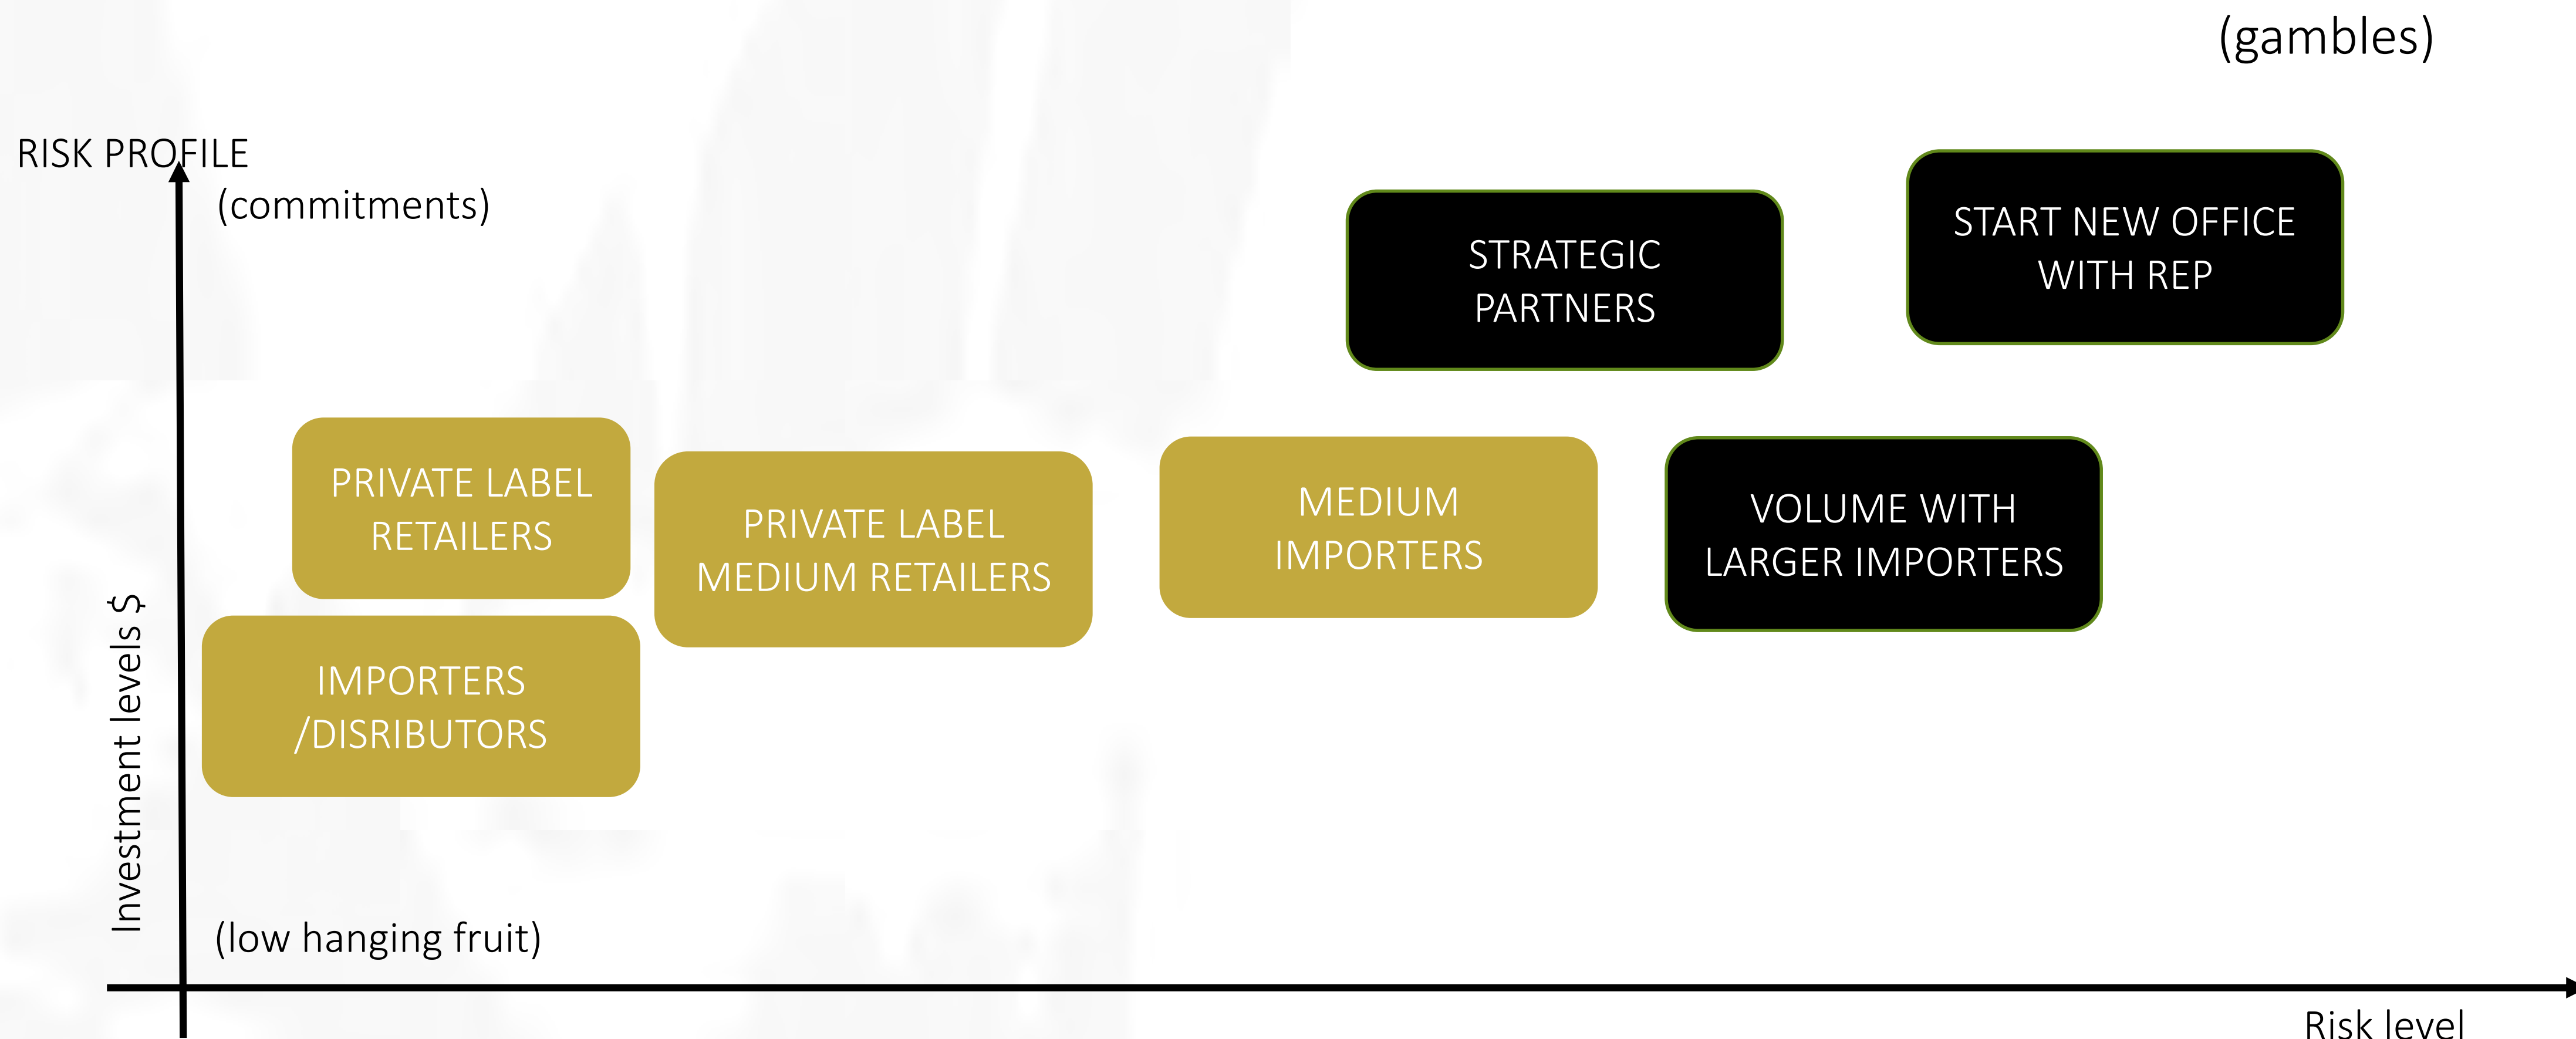 (gambles)
RISK PROFILE
(commitments)
STRATEGIC
PARTNERS
START NEW OFFICE
WITH REP
PRIVATE LABEL
RETAILERS
PRIVATE LABEL
MEDIUM RETAILERS
MEDIUM
IMPORTERS
VOLUME WITH
LARGER IMPORTERS
IMPORTERS
/DISRIBUTORS
Investment levels $
(low hanging fruit)
Risk level